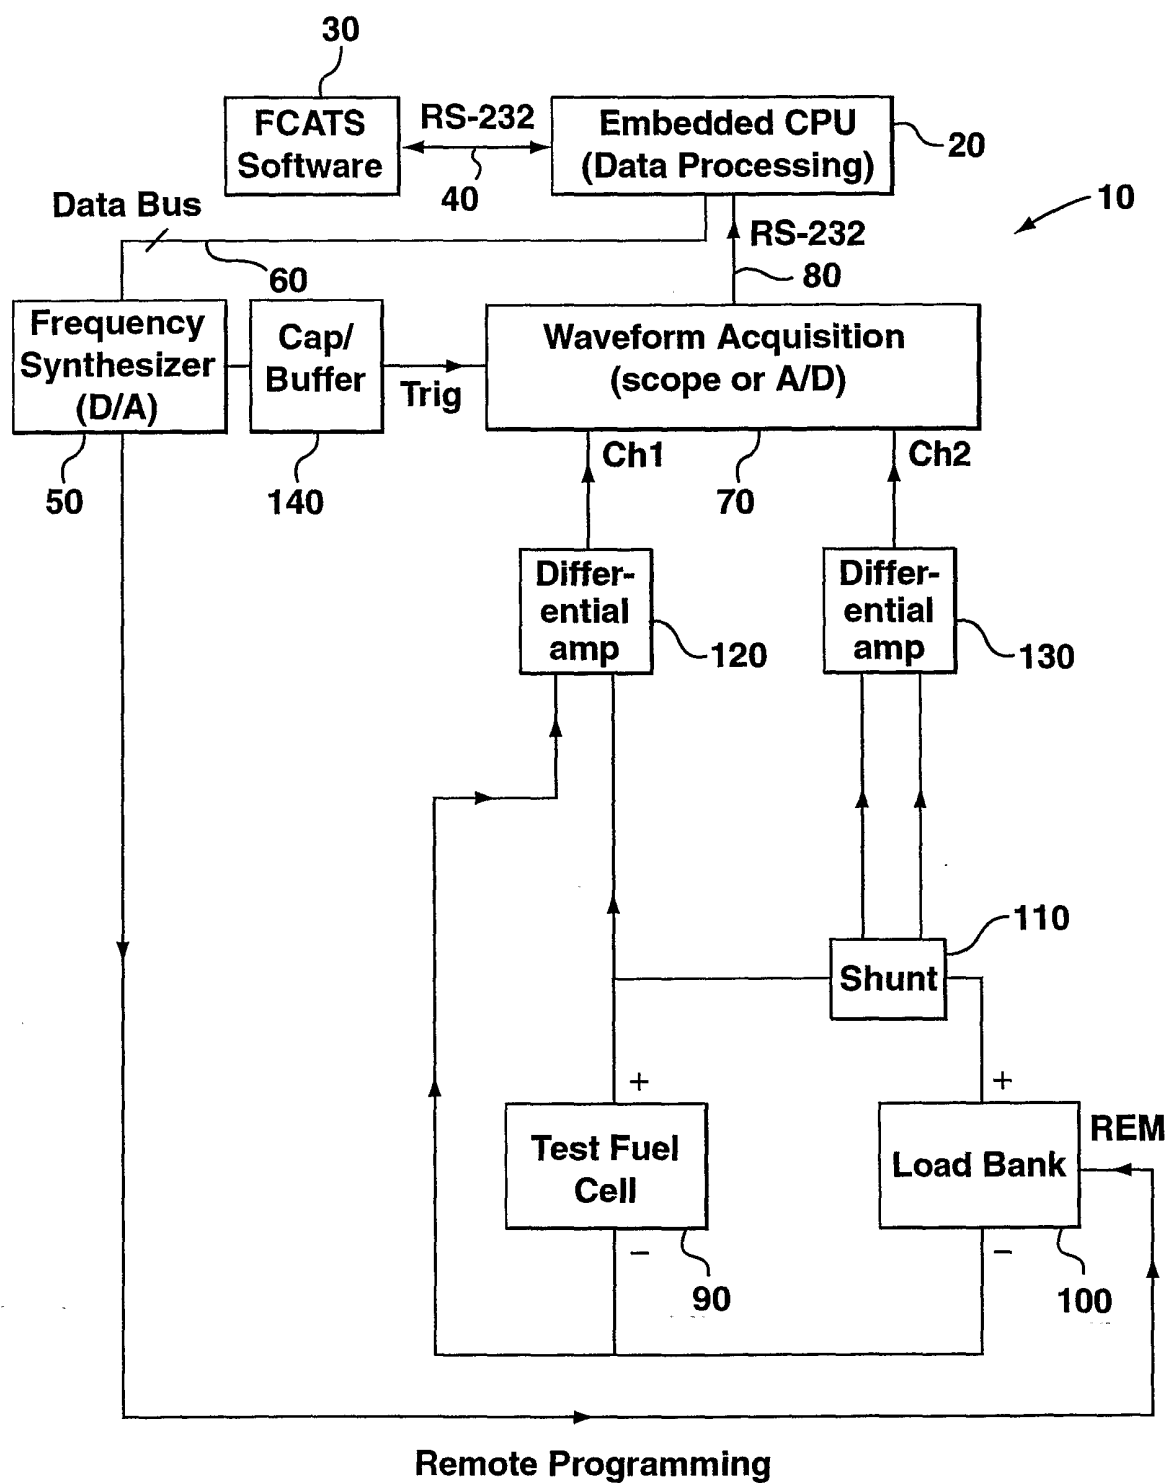 30
FCATS
Software
RS-232
40
Embedded CPU
(Data Processing)
20
10
Data Bus
60
RS-232
80
Frequency
Synthesizer
(D/A)
50
Cap/
Buffer
140
Trig
Waveform Acquisition
(scope or A/D)
Ch1
70
Ch2
Differ-
ential
amp
120
Differ-
ential
amp
130
110
Shunt
+
+
Test Fuel
Cell
Load Bank
REM
−
−
90
100
Remote Programming